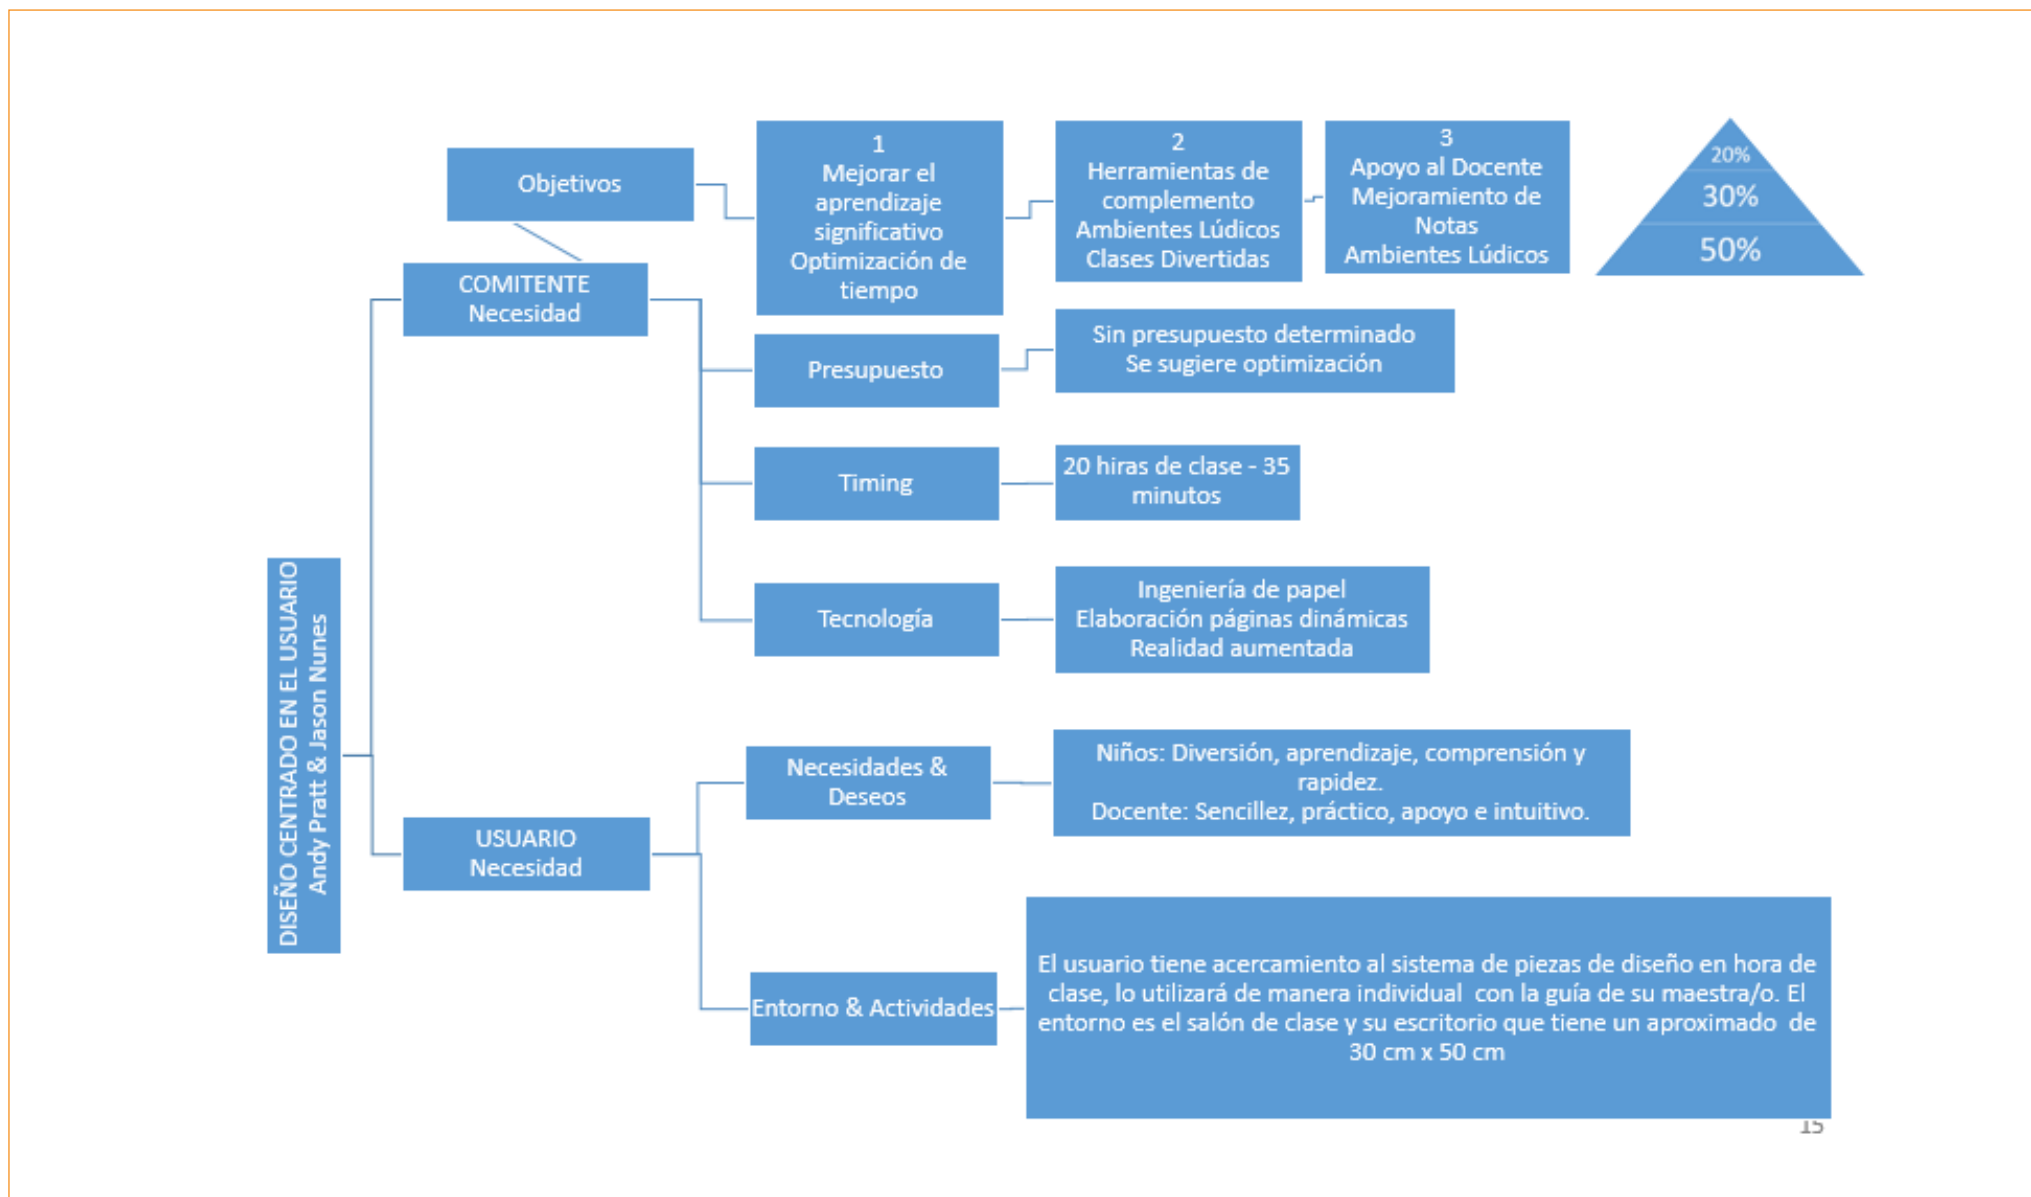 DISEÑO CENTRADO EN EL USUARIO
Andy Pratt & Jason Nunes
COMITENTE
Necesidad
Objetivos
1
Mejorar el
aprendizaje
significativo
Optimización de
tiempo
2
Herramientas de
complemento
Ambientes Lúdicos
Clases Divertidas
3
Apoyo al Docente
Mejoramiento de
Notas
Ambientes Lúdicos
20%
30%
50%
Presupuesto
Sin presupuesto determinado
Se sugiere optimización
Timing
20 hiras de clase - 35
minutos
Tecnología
Ingeniería de papel
Elaboración páginas dinámicas
Realidad aumentada
USUARIO
Necesidad
Necesidades &
Deseos
Niños: Diversión, aprendizaje, comprensión y
rapidez.
Docente: Sencillez, práctico, apoyo e intuitivo.
Entorno & Actividades
El usuario tiene acercamiento al sistema de piezas de diseño en hora de
clase, lo utilizará de manera individual  con la guía de su maestra/o. El
entorno es el salón de clase y su escritorio que tiene un aproximado  de
30 cm x 50 cm
15